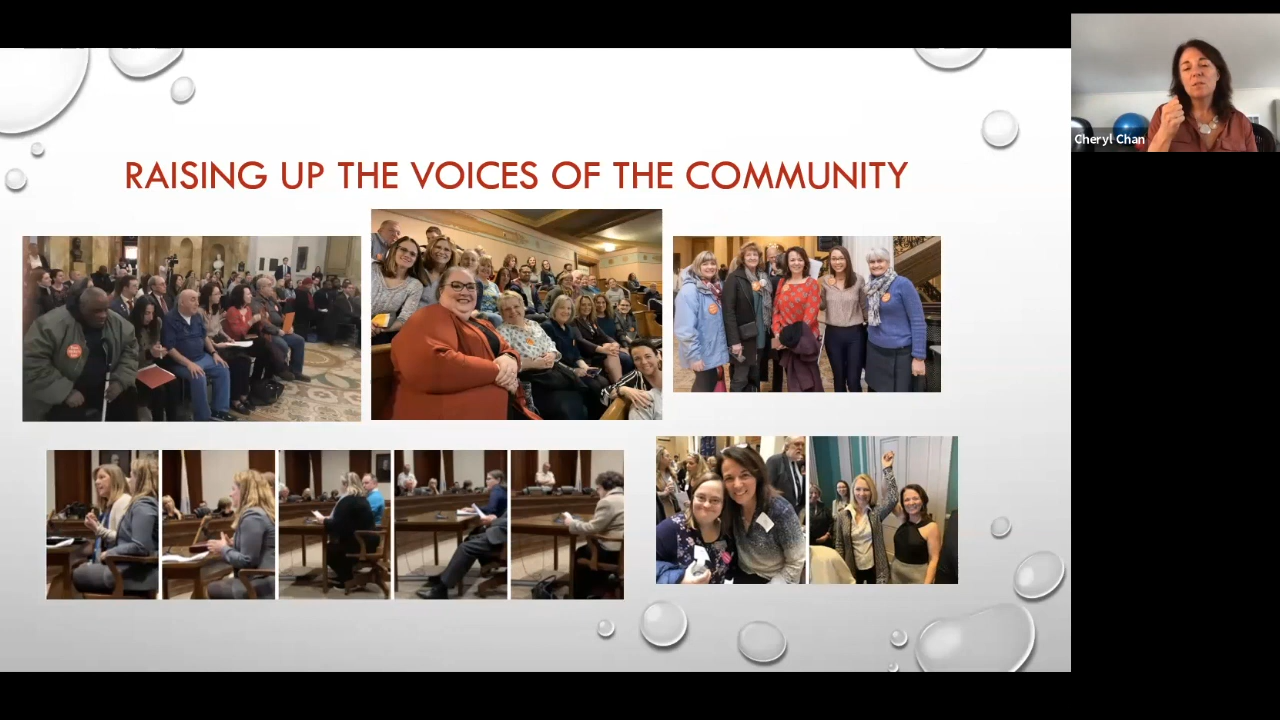 RAISING UP THE VOICES OF THE COMMUNITY
Cheryl Chan